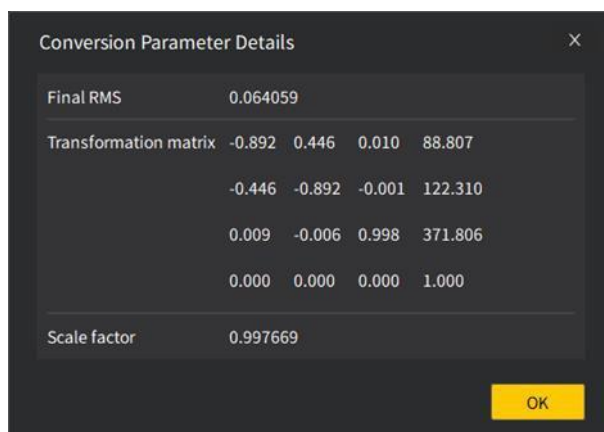 Conversion Parameter Details X
Final RMS 0.064059
Transformation matrix -0.892 0.446 0.010 88.807
-0.446 -0.892 -0.001 122.310
0.009 -0.006 0.998 371.806
0.000 0.000 0.000 1.000
Scale factor 0.997669
OK